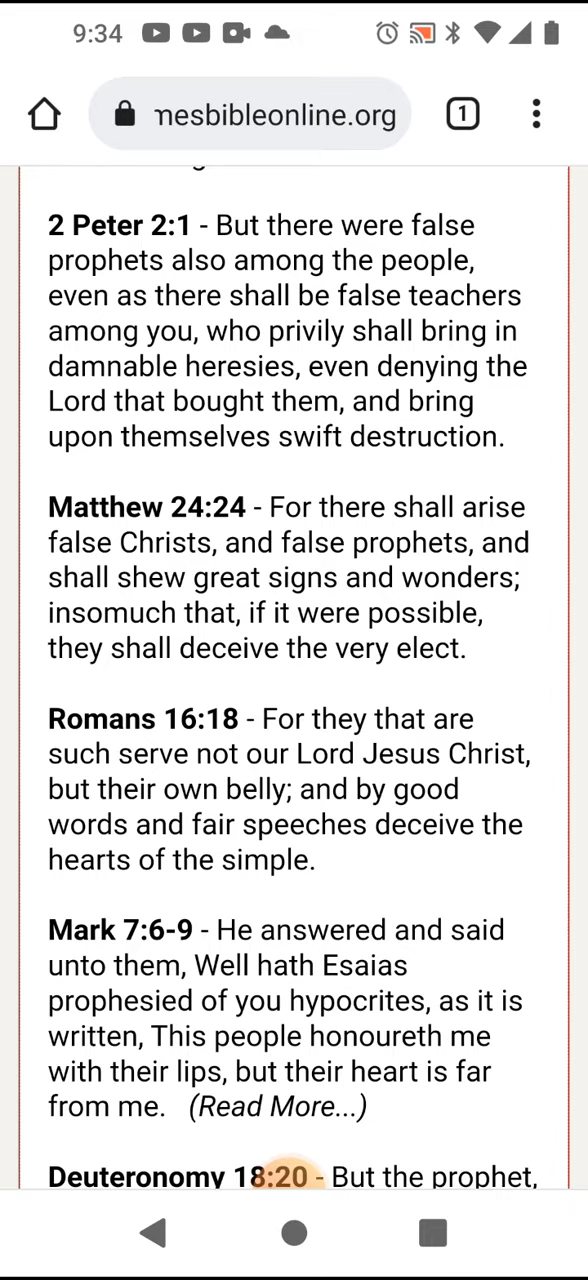 9:34
mesbibleonline.org
1
2 Peter 2:1 - But there were false
prophets also among the people,
even as there shall be false teachers
among you, who privily shall bring in
damnable heresies, even denying the
Lord that bought them, and bring
upon themselves swift destruction.
Matthew 24:24 - For there shall arise
false Christs, and false prophets, and
shall shew great signs and wonders;
insomuch that, if it were possible,
they shall deceive the very elect.
Romans 16:18 - For they that are
such serve not our Lord Jesus Christ,
but their own belly; and by good
words and fair speeches deceive the
hearts of the simple.
Mark 7:6-9 - He answered and said
unto them, Well hath Esaias
prophesied of you hypocrites, as it is
written, This people honoureth me
with their lips, but their heart is far
from me. (Read More...)
Deuteronomy 18:20 - But the prophet,